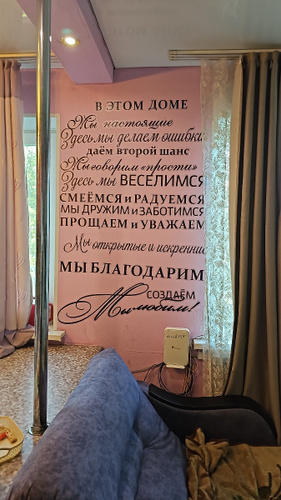 В ЭТОМ ДОМЕ
Мы настоящие
Здесь мы делаем ошибки
даём второй шанс
Мы говорим «прости»
Здесь мы ВЕСЕЛИМСЯ
СМЕЁМСЯ и РАДУЕМСЯ
МЫ ДРУЖИМ и ЗАБОТИМСЯ
ПРОЩАЕМ и УВАЖАЕМ
Мы открытые и искренние
МЫ БЛАГОДАРИМ
СОЗДАЁМ
Мы любим!